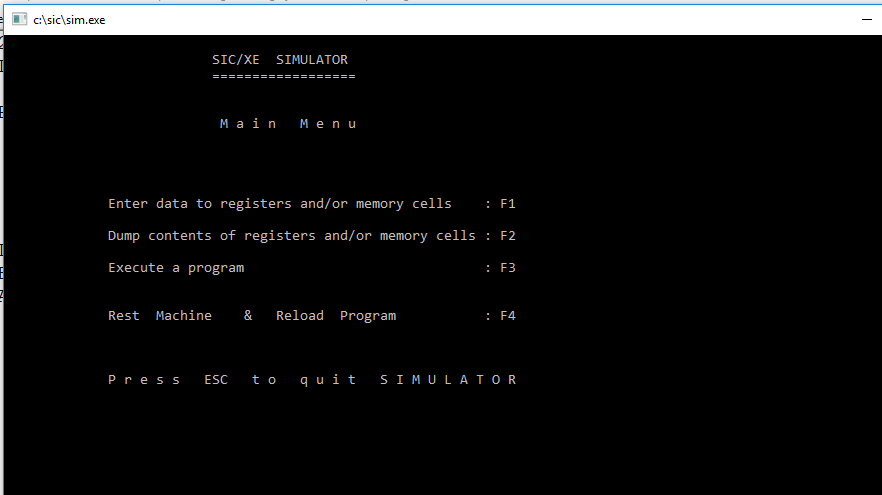 c:\sic\sim.exe
SIC/XE SIMULATOR
==================
M a i n M e n u
Enter data to registers and/or memory cells : F1
Dump contents of registers and/or memory cells : F2
Execute a program : F3
Rest Machine & Reload Program : F4
P r e s s ESC t o q u i t S I M U L A T O R